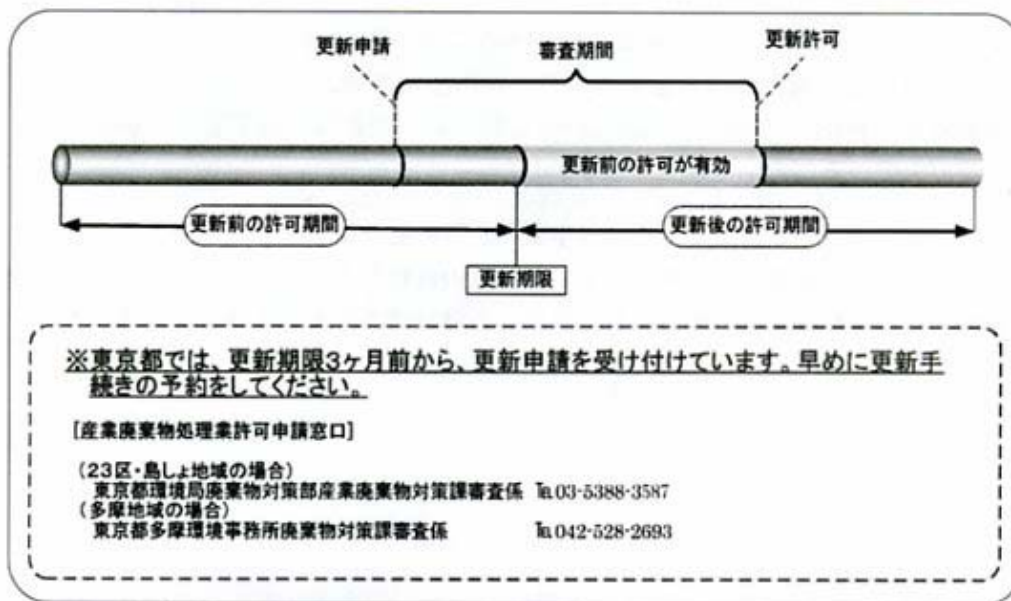 更新申請
審査期間
更新許可
更新前の許可が有効
更新前の許可期間
更新後の許可期間
更新期限
※東京都では、更新期限3ヶ月前から、更新申請を受け付けています。早めに更新手
続きの予約をしてください。
[産業廃棄物処理業許可申請窓口]
(23区・島しょ地域の場合)
東京都環境局廃棄物対策部産業廃棄物対策課審査係 ℡03-5388-3587
(多摩地域の場合)
東京都多摩環境事務所廃棄物対策課審査係 ℡042-528-2693